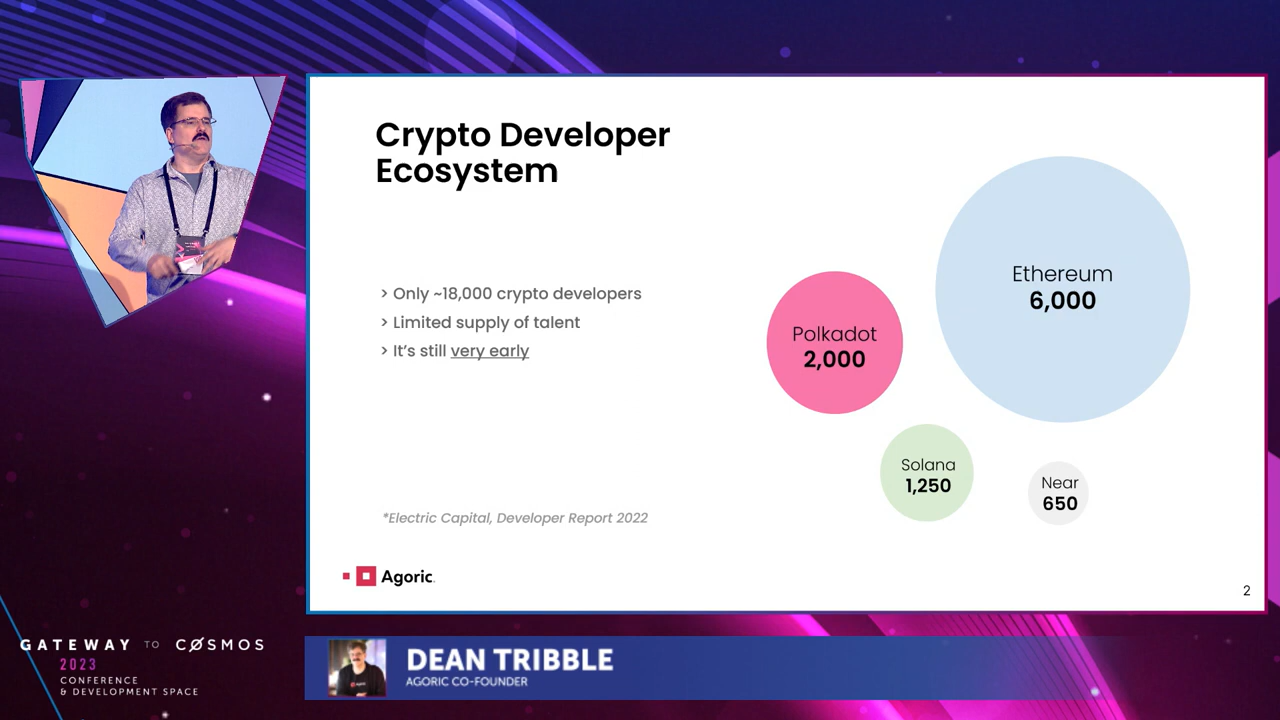 Crypto Developer
Ecosystem
> Only ~18,000 crypto developers
> Limited supply of talent
> It's still very early
*Electric Capital, Developer Report 2022
Ethereum
6,000
Polkadot
2,000
Solana
1,250
Near
650
Agoric.
2
GATEWAY TO CØSMOS
2023
CONFERENCE
& DEVELOPMENT SPACE
DEAN TRIBBLE
AGORIC CO-FOUNDER